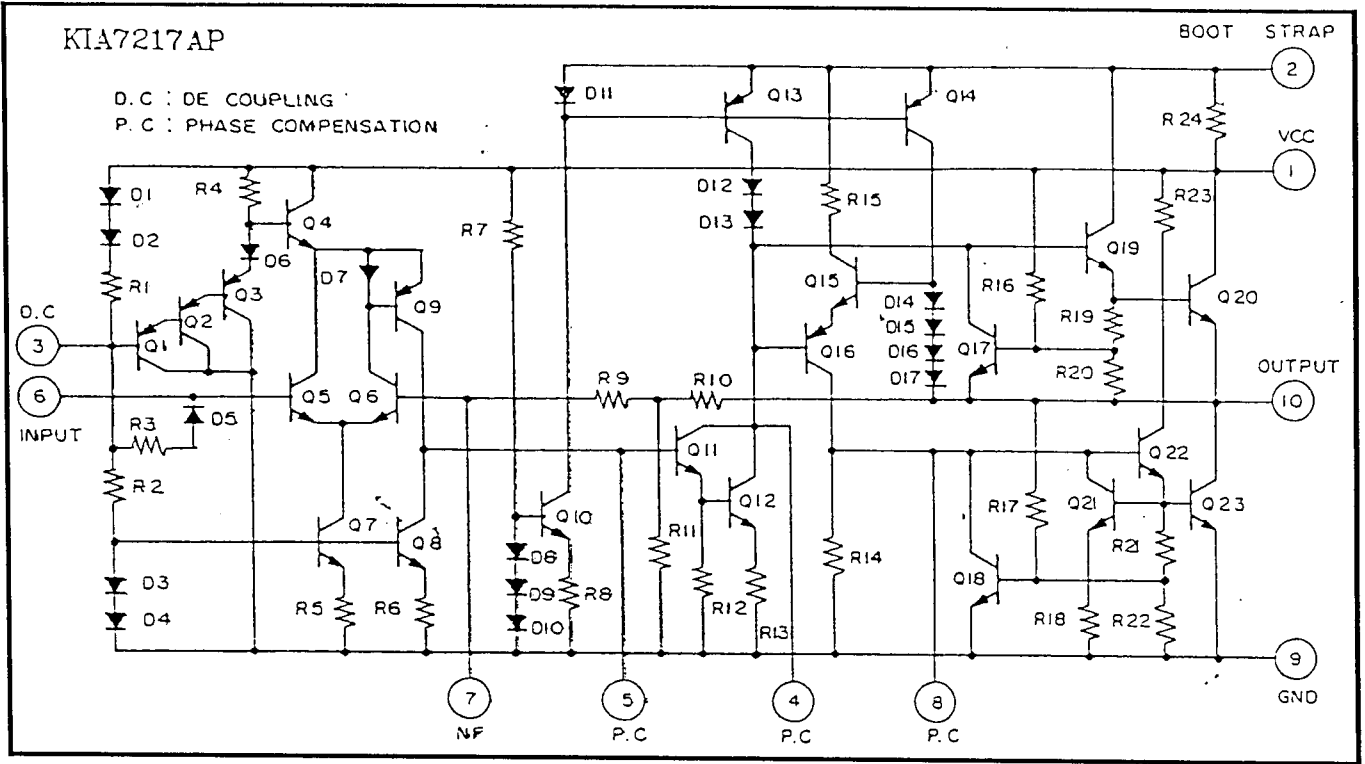 KIA7217AP
BOOT STRAP
2
D.C : DE COUPLING
P.C : PHASE COMPENSATION
D11
Q13
Q14
R24
VCC
1
D1
R4
D12
R23
Q4
R7
D13
R15
D2
D6
Q19
D7
R1
Q3
Q9
Q15
D14
R16
Q20
D.C
Q2
D15
R19
3
Q1
Q16
D16
Q17
R20
OUTPUT
D17
R9
R10
6
Q5
Q6
10
INPUT
R3
D5
Q11
Q22
R2
Q12
R17
Q21
Q23
Q7
Q8
Q10
R11
R14
R21
D8
Q18
D3
R5
R6
D9
R8
R12
R18
R22
D4
D10
R13
9
GND
7
5
4
8
NF
P.C
P.C
P.C